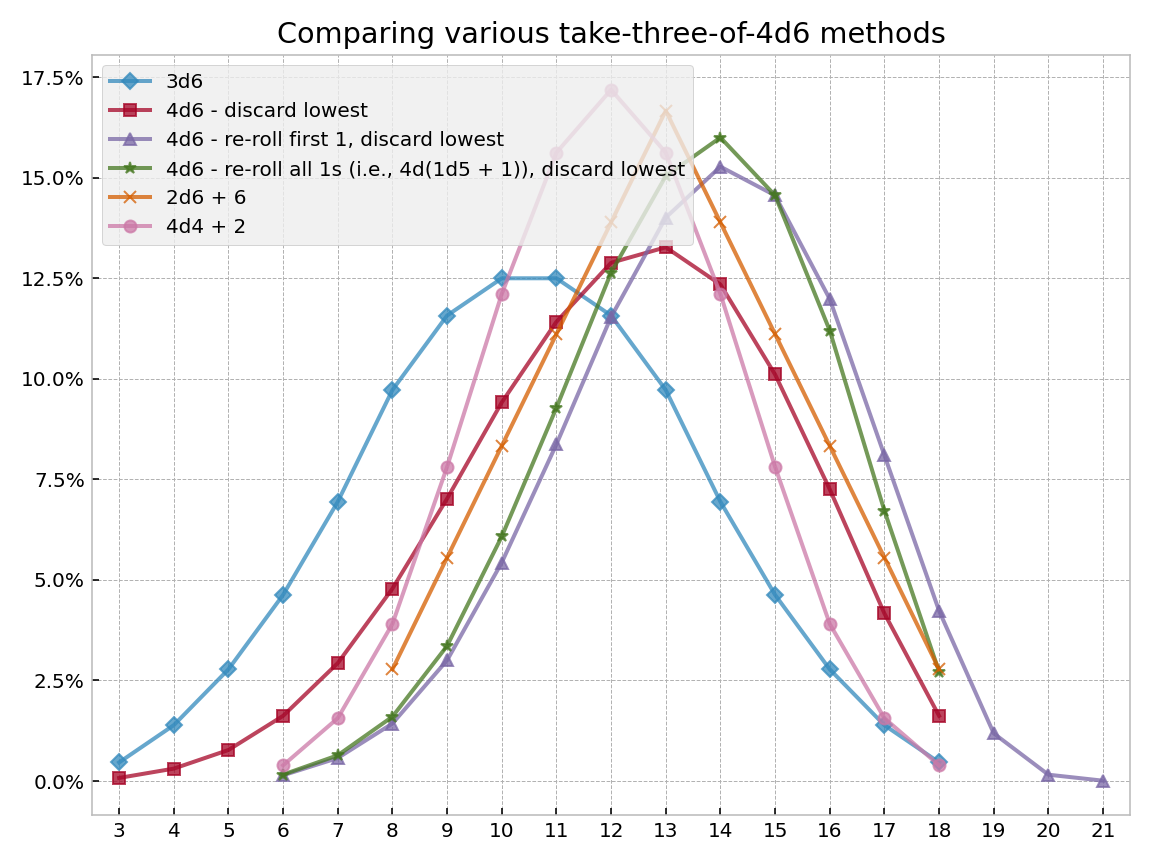 Comparing various take-three-of-4d6 methods
17.5%
15.0%
12.5%
10.0%
7.5%
5.0%
2.5%
0.0%
3d6
4d6 - discard lowest
4d6 - re-roll first 1, discard lowest
4d6 - re-roll all 1s (i.e., 4d(1d5 + 1)), discard lowest
2d6 + 6
4d4 + 2
3 4 5 6 7 8 9 10 11 12 13 14 15 16 17 18 19 20 21